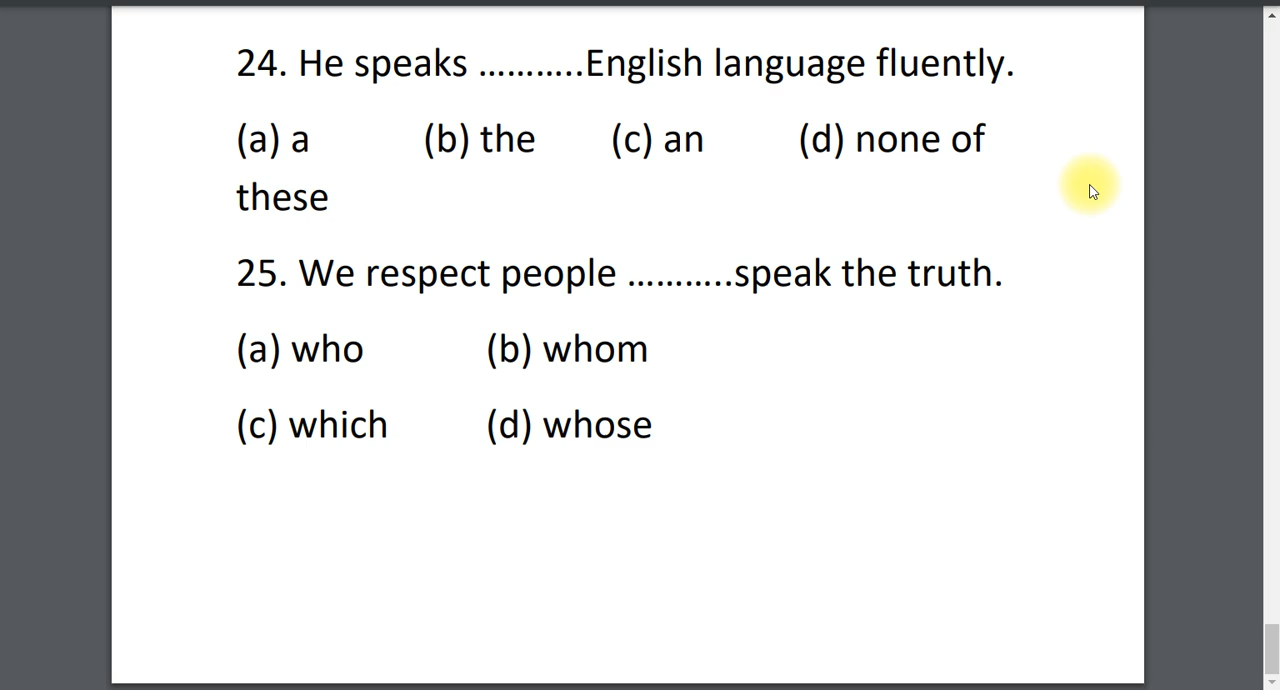 24. He speaks ………..English language fluently.
(a) a (b) the (c) an (d) none of
these
25. We respect people ………..speak the truth.
(a) who (b) whom
(c) which (d) whose